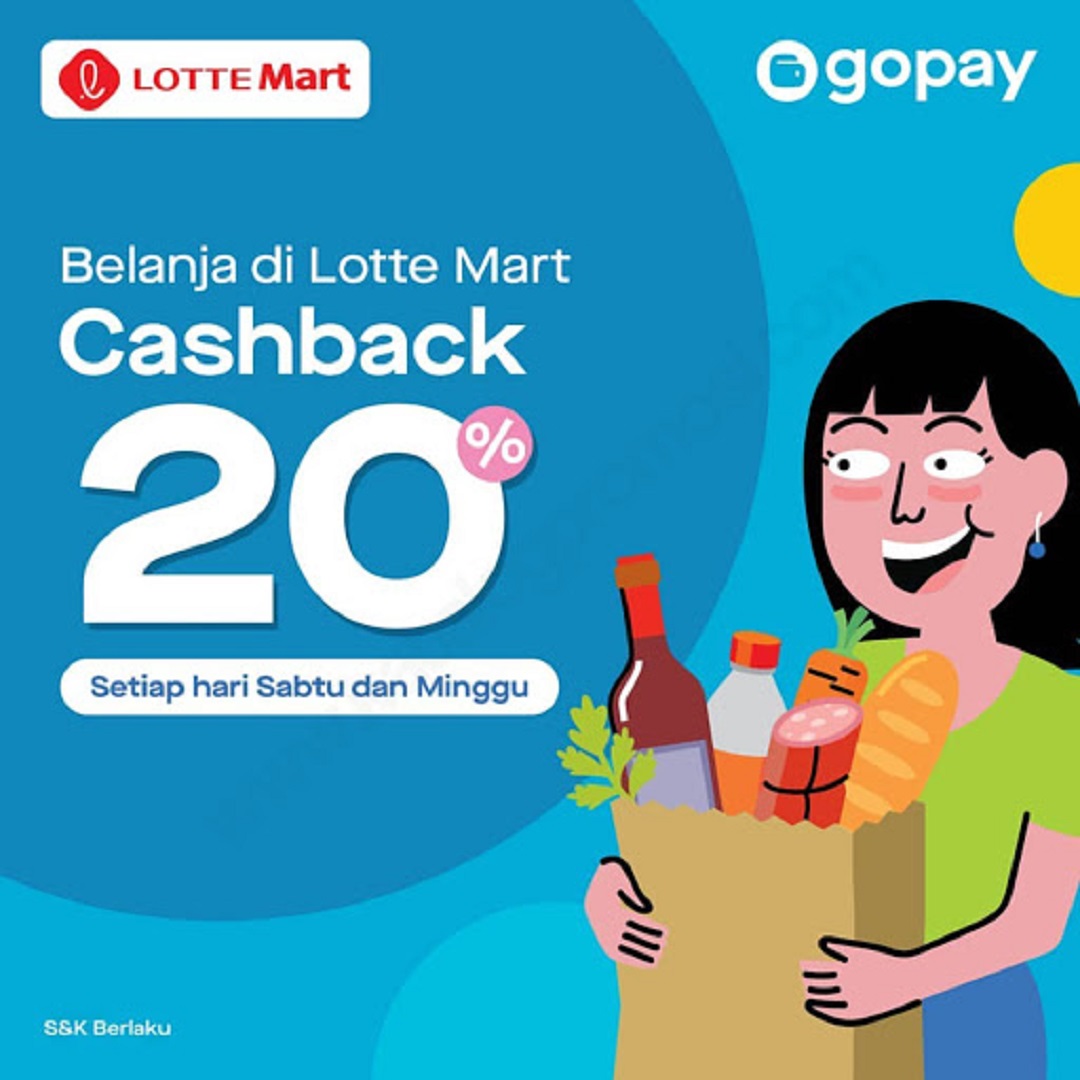 LOTTE Mart
gopay
Belanja di Lotte Mart
Cashback
20%
Setiap hari Sabtu dan Minggu
S&K Berlaku